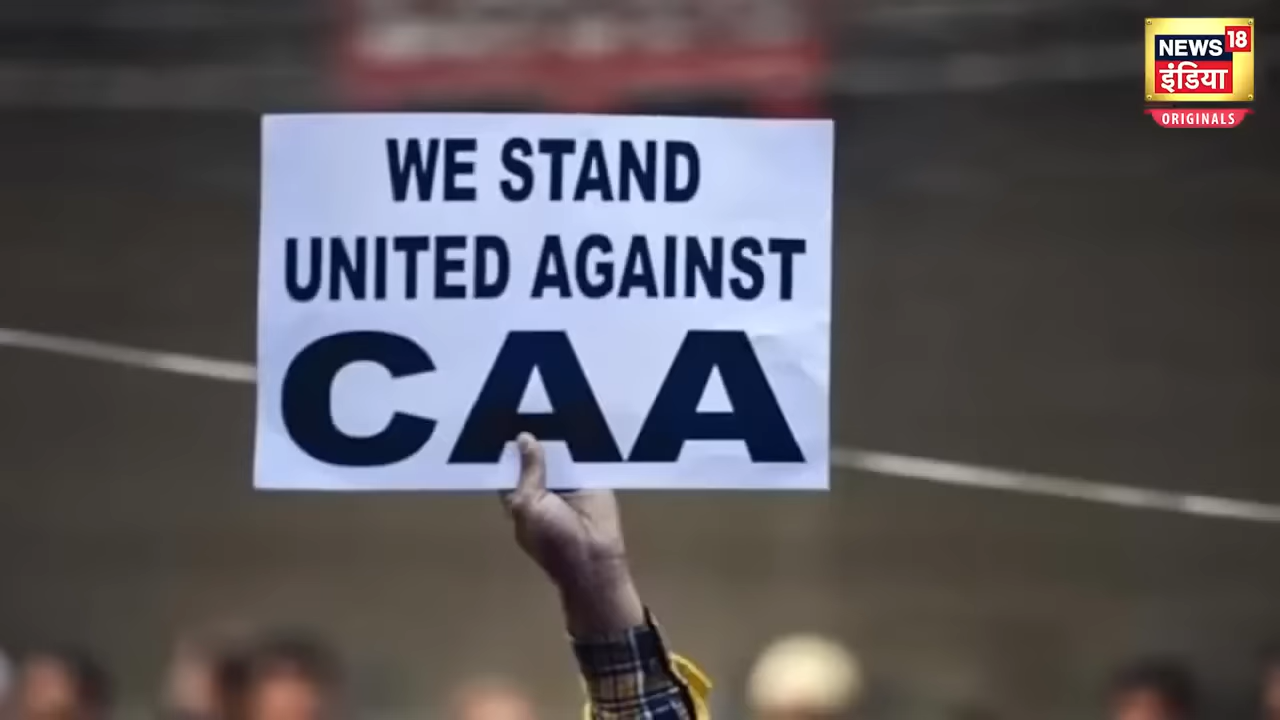 WE STAND
UNITED AGAINST
CAA
NEWS 18
इंडिया
ORIGINALS